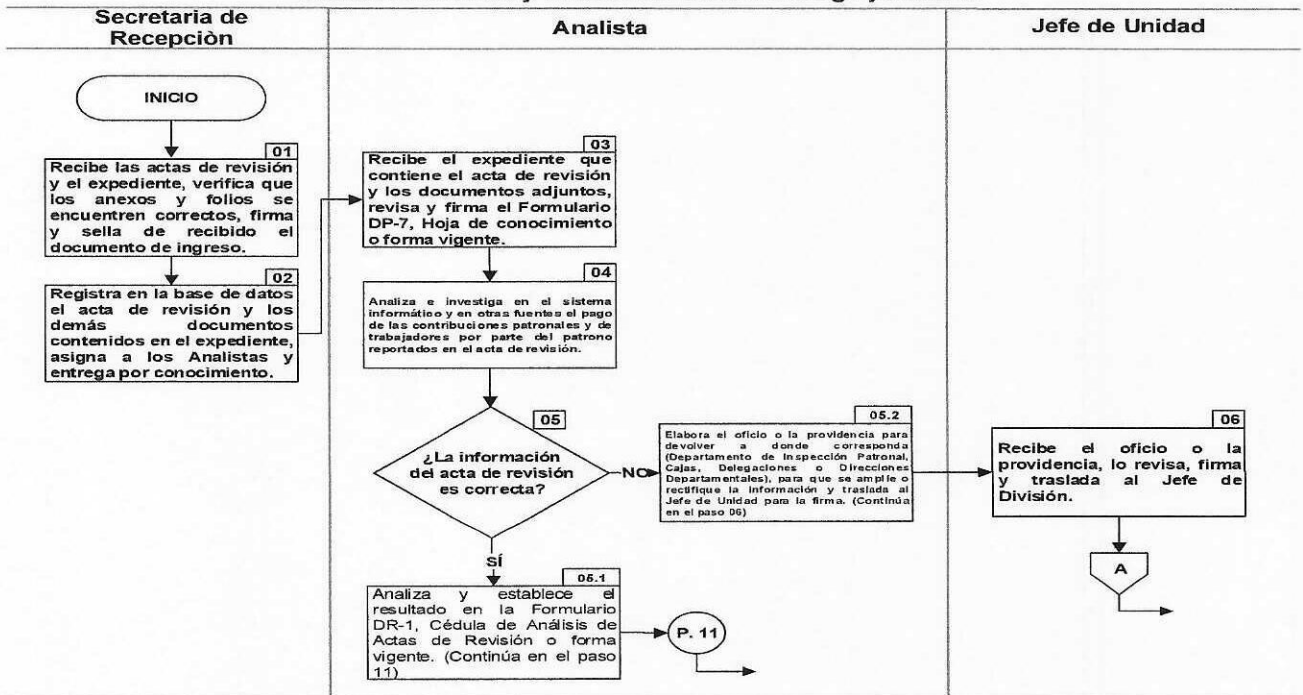 Secretaria de
Recepciòn
Analista
Jefe de Unidad
INICIO
01
Recibe las actas de revisión
y el expediente, verifica que
los anexos y folios se
encuentren correctos, firma
y sella de recibido el
documento de ingreso.
02
Registra en la base de datos
el acta de revisión y los
demás documentos
contenidos en el expediente,
asigna a los Analistas y
entrega por conocimiento.
03
Recibe el expediente que
contiene el acta de revisión
y los documentos adjuntos,
revisa y firma el Formulario
DP-7, Hoja de conocimiento
o forma vigente.
04
Analiza e investiga en el sistema
informático y en otras fuentes el pago
de las contribuciones patronales y de
trabajadores por parte del patrono
reportados en el acta de revisión.
05
¿La información
del acta de revisión
es correcta?
NO
05.2
Elabora el oficio o la providencia para
devolver a donde corresponda
(Departamento de Inspección Patronal,
Cajas, Delegaciones o Direcciones
Departamentales), para que se amplíe o
rectifique la información y traslada al
Jefe de Unidad para la firma. (Continúa
en el paso 06)
06
Recibe el oficio o la
providencia, lo revisa, firma
y traslada al Jefe de
División.
A
SÍ
05.1
Analiza y establece el
resultado en la Formulario
DR-1, Cédula de Análisis de
Actas de Revisión o forma
vigente. (Continúa en el paso
11)
P. 11